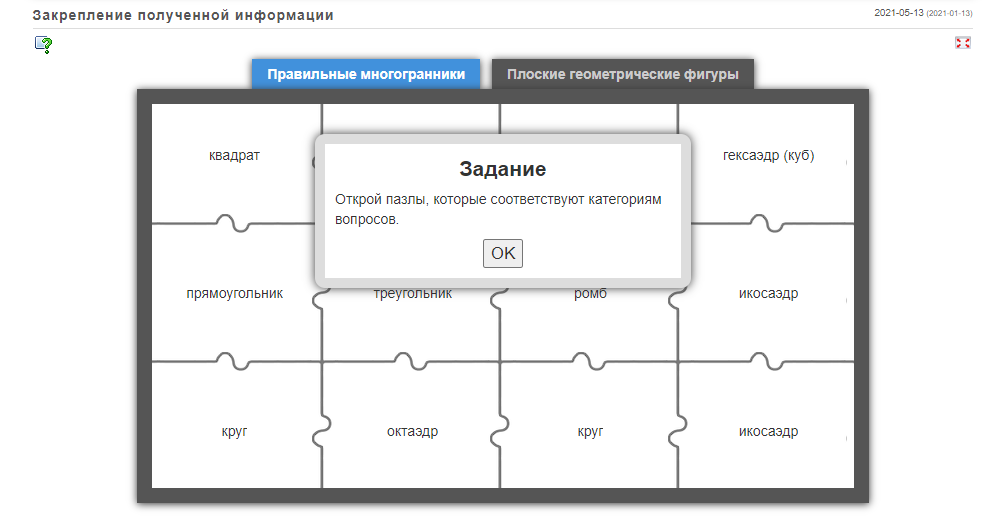 Закрепление полученной информации
2021-05-13 (2021-01-13)
Правильные многогранники
Плоские геометрические фигуры
квадрат
гексаэдр (куб)
Задание
Открой пазлы, которые соответствуют категориям
вопросов.
OK
прямоугольник
треугольник
ромб
икосаэдр
круг
октаэдр
круг
икосаэдр